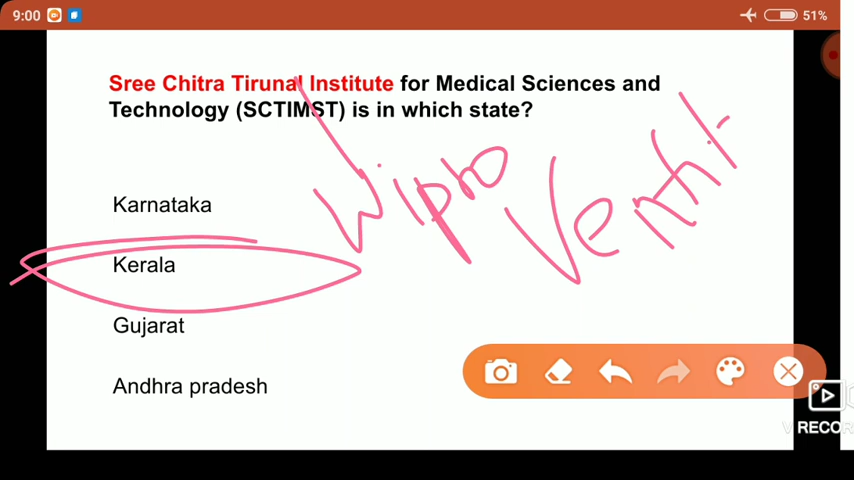 9:00 51%
Sree Chitra Tirunal Institute for Medical Sciences and
Technology (SCTIMST) is in which state?
Wipro
Karnataka
Kerala
Gujarat
Andhra pradesh
V RECO